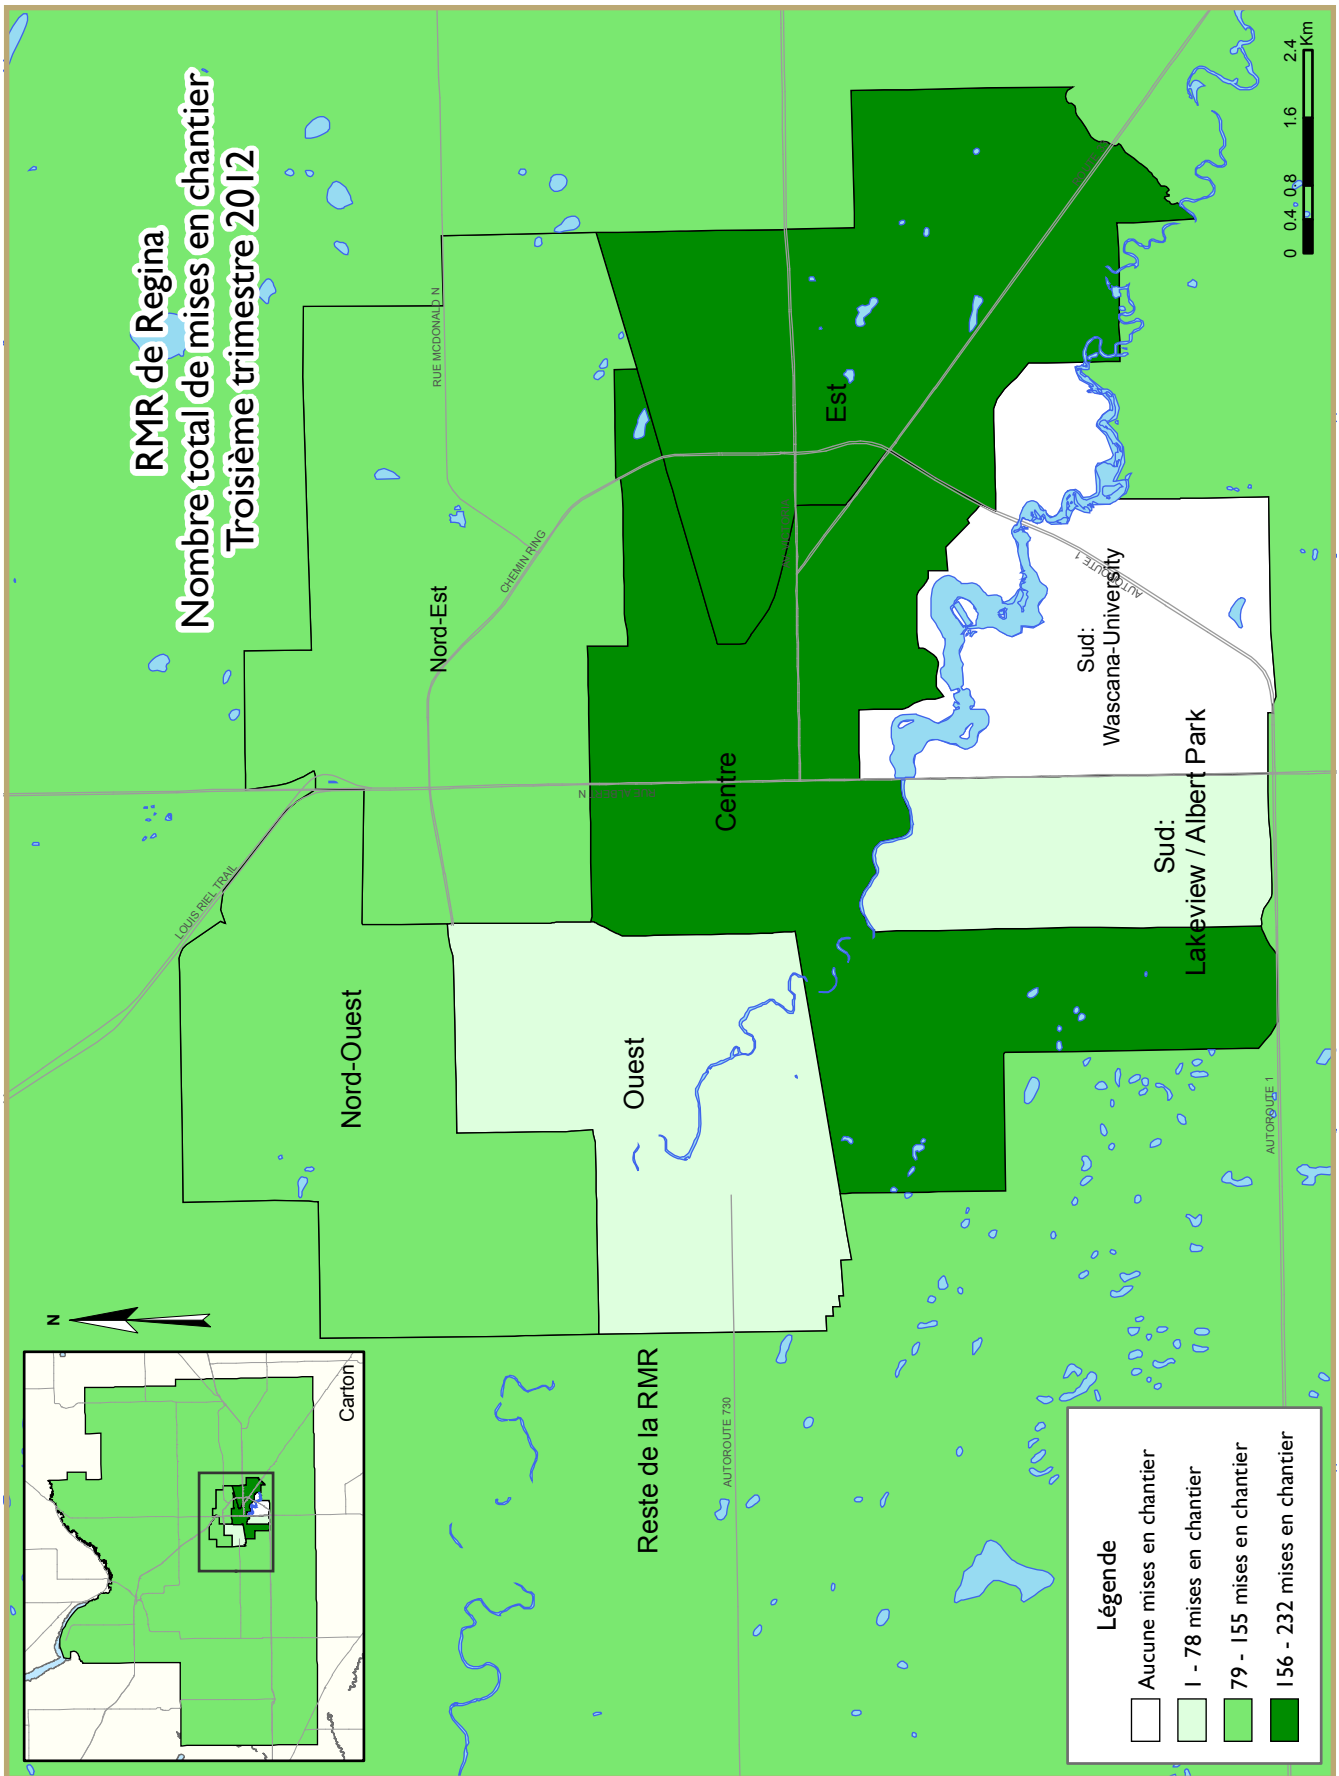 RMR de Regina
Nombre total de mises en chantier
Troisième trimestre 2012
N
Carton
LOUIS RIEL TRAIL
RUE MCDONALD N
CHEMIN RING
Nord-Est
Nord-Ouest
Ouest
Centre
Est
Sud:
Wascana-University
Sud:
Lakeview / Albert Park
Reste de la RMR
AUTOROUTE 730
AUTOROUTE 1
AUTOROUTE 1
N
Légende
Aucune mises en chantier
1 - 78 mises en chantier
79 - 155 mises en chantier
156 - 232 mises en chantier
0 0.4 0.8 1.6 2.4
Km